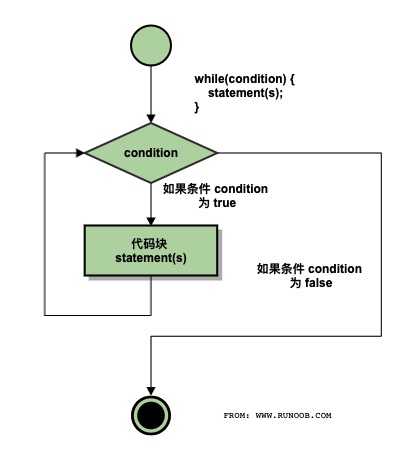 while(condition) {
statement(s);
}
condition
如果条件 condition
为 true
代码块
statement(s)
如果条件 condition
为 false
FROM: WWW.RUNOOB.COM